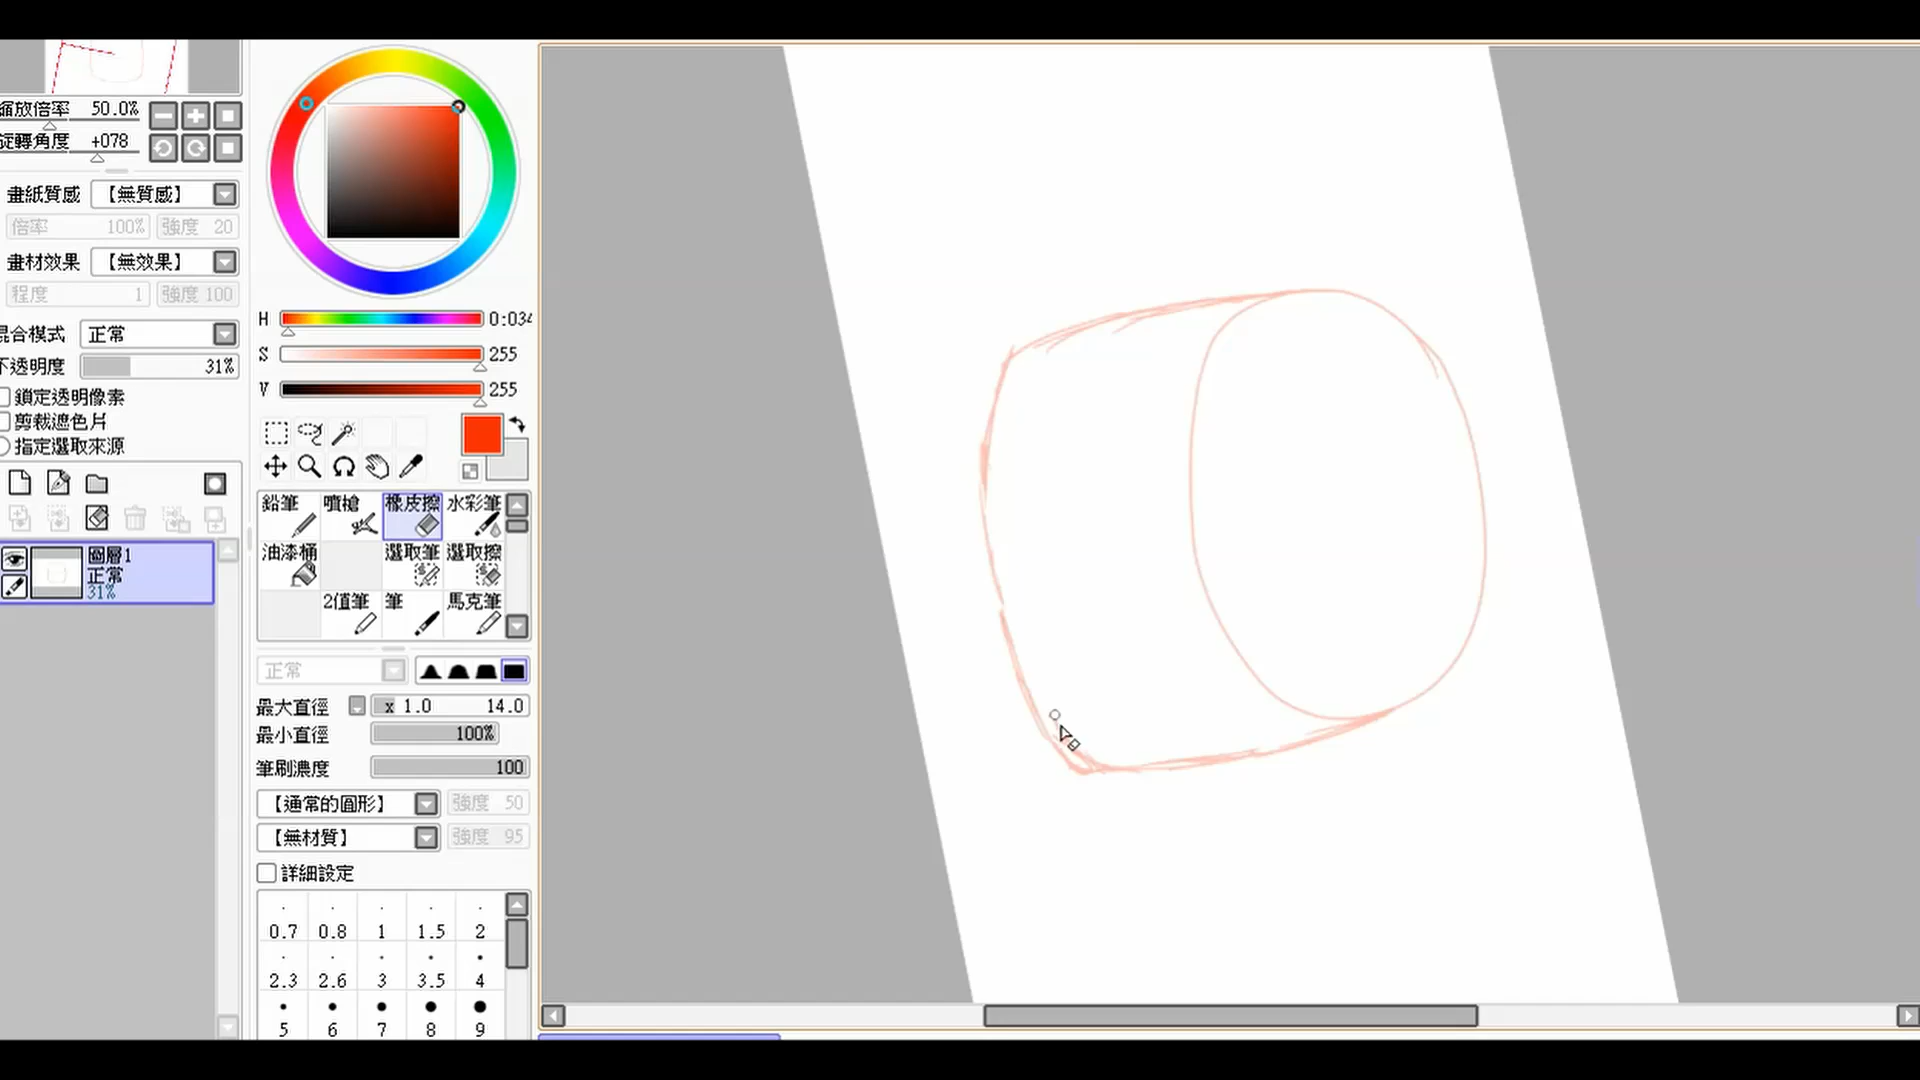 縮放倍率 50.0%
旋轉角度 +078
畫紙質感 【無質感】
倍率 100% 強度 20
畫材效果 【無效果】
程度 1 強度 100
混合模式 正常
不透明度 31%
鎖定透明像素
剪裁遮色片
指定選取來源
圖層1
正常
31%
H 0:034
S 255
V 255
鉛筆 噴槍 橡皮擦 水彩筆
油漆桶 選取筆 選取擦
2值筆 筆 馬克筆
正常
最大直徑 x 1.0 14.0
最小直徑 100%
筆刷濃度 100
【通常的圓形】 強度 50
【無材質】 強度 95
詳細設定
0.7 0.8 1 1.5 2
2.3 2.6 3 3.5 4
5 6 7 8 9